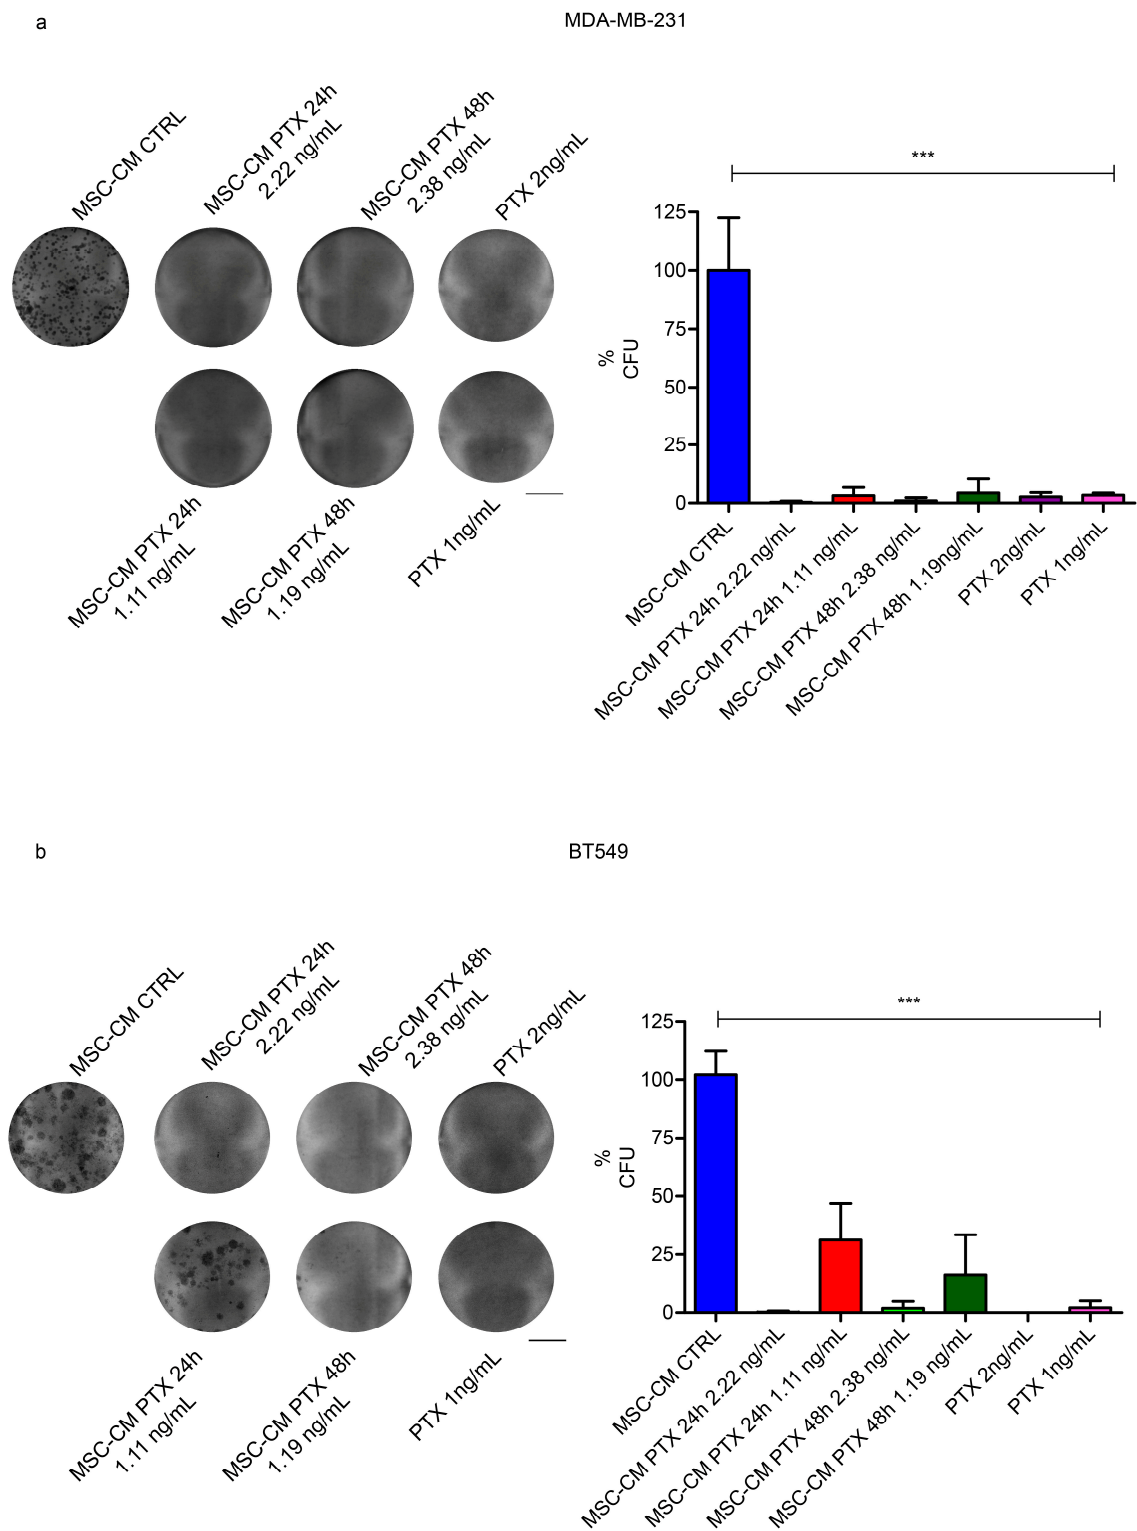 a
MDA-MB-231
MSC-CM CTRL
MSC-CM PTX 24h
2.22 ng/mL
MSC-CM PTX 48h
2.38 ng/mL
PTX 2ng/mL
MSC-CM PTX 24h
1.11 ng/mL
MSC-CM PTX 48h
1.19 ng/mL
PTX 1ng/mL
***
125
100
75
50
25
0
%
CFU
MSC-CM CTRL
MSC-CM PTX 24h 2.22 ng/mL
MSC-CM PTX 24h 1.11 ng/mL
MSC-CM PTX 48h 2.38 ng/mL
MSC-CM PTX 48h 1.19ng/mL
PTX 2ng/mL
PTX 1ng/mL
b
BT549
MSC-CM CTRL
MSC-CM PTX 24h
2.22 ng/mL
MSC-CM PTX 48h
2.38 ng/mL
PTX 2ng/mL
MSC-CM PTX 24h
1.11 ng/mL
MSC-CM PTX 48h
1.19 ng/mL
PTX 1ng/mL
***
125
100
75
50
25
0
%
CFU
MSC-CM CTRL
MSC-CM PTX 24h 2.22 ng/mL
MSC-CM PTX 24h 1.11 ng/mL
MSC-CM PTX 48h 2.38 ng/mL
MSC-CM PTX 48h 1.19 ng/mL
PTX 2ng/mL
PTX 1ng/mL